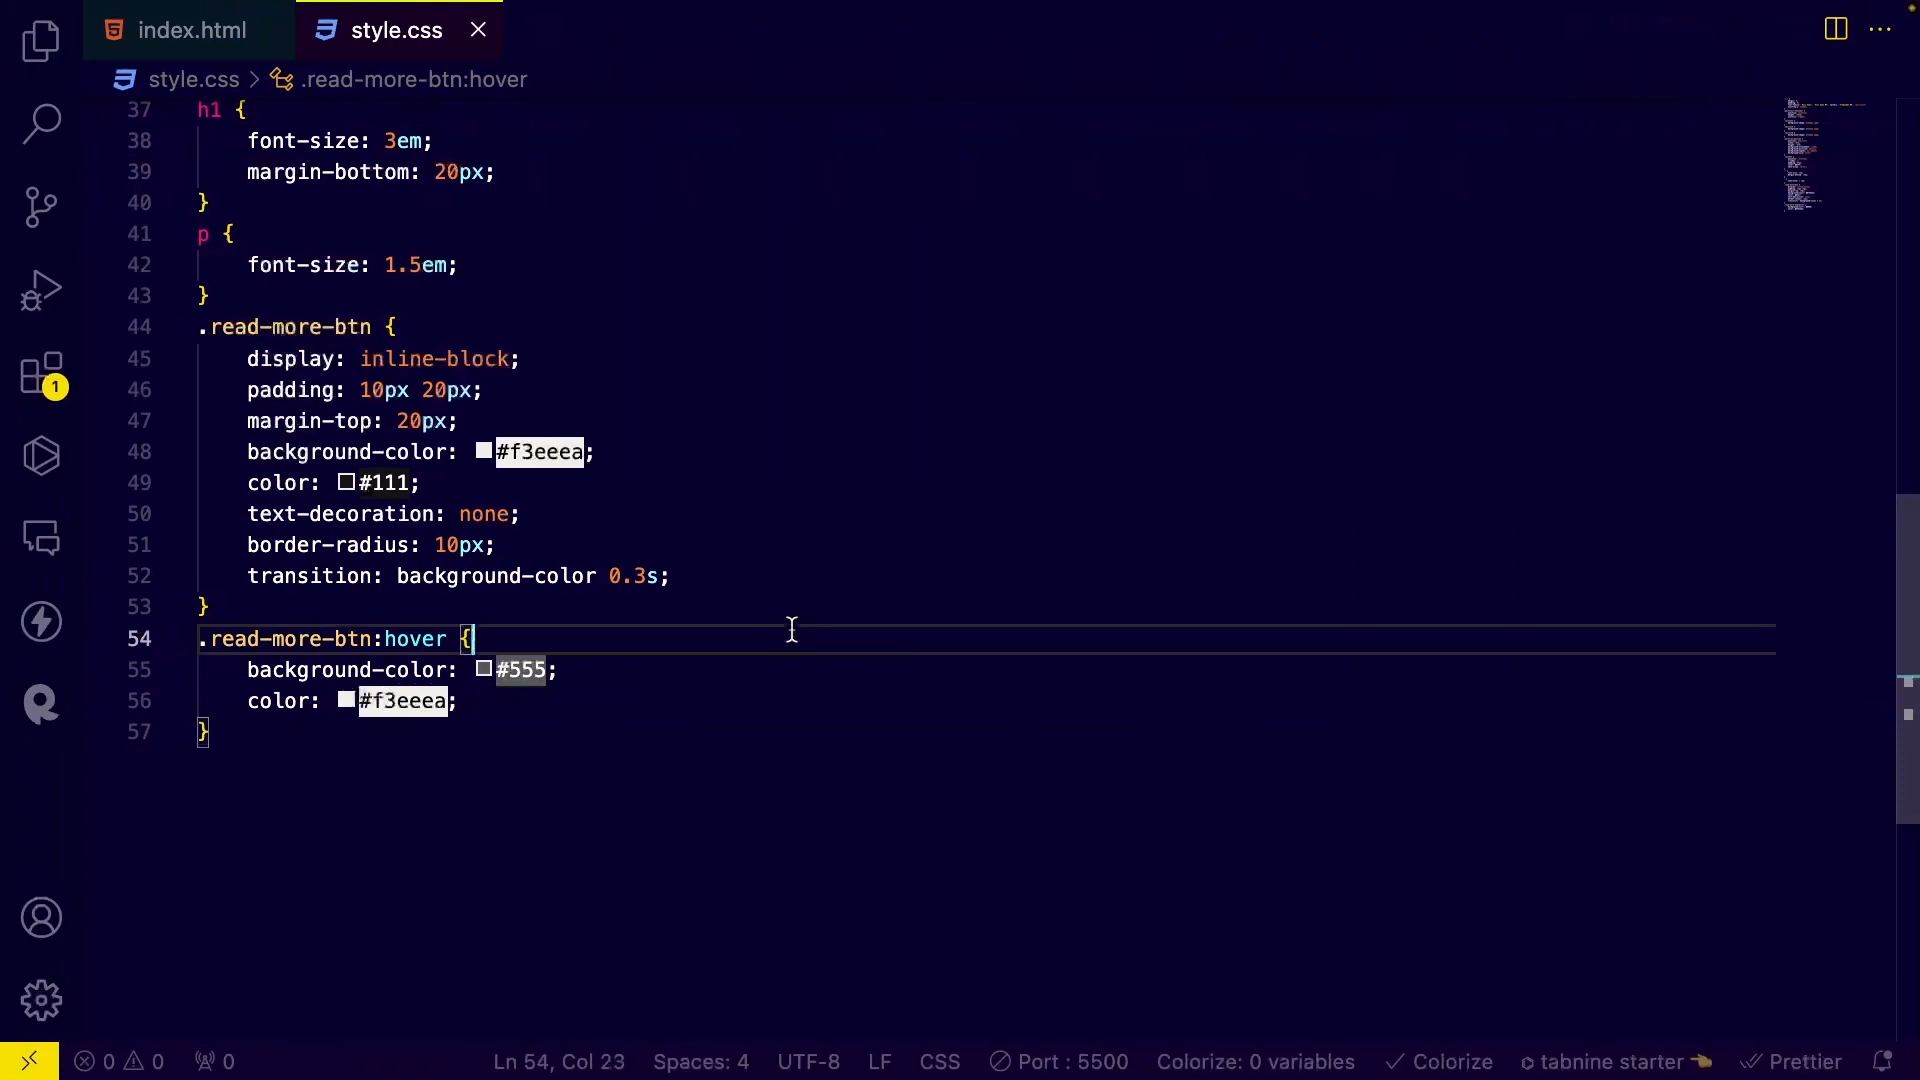 index.html
style.css
style.css > .read-more-btn:hover
37 h1 {
38 font-size: 3em;
39 margin-bottom: 20px;
40 }
41 p {
42 font-size: 1.5em;
43 }
44 .read-more-btn {
45 display: inline-block;
46 padding: 10px 20px;
47 margin-top: 20px;
48 background-color: #f3eeea;
49 color: #111;
50 text-decoration: none;
51 border-radius: 10px;
52 transition: background-color 0.3s;
53 }
54 .read-more-btn:hover {
55 background-color: #555;
56 color: #f3eeea;
57 }
1
0 0 0 Ln 54, Col 23 Spaces: 4 UTF-8 LF CSS Port : 5500 Colorize: 0 variables Colorize tabnine starter Prettier